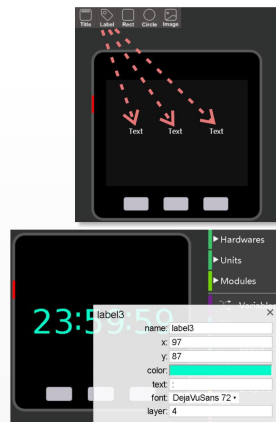 Title Label Rect Circle Image
Text Text Text
Hardwares
Units
Modules
23:59:59
label3
name: label3
x: 97
y: 87
color:
text: :
font: DejaVuSans 72
layer: 4